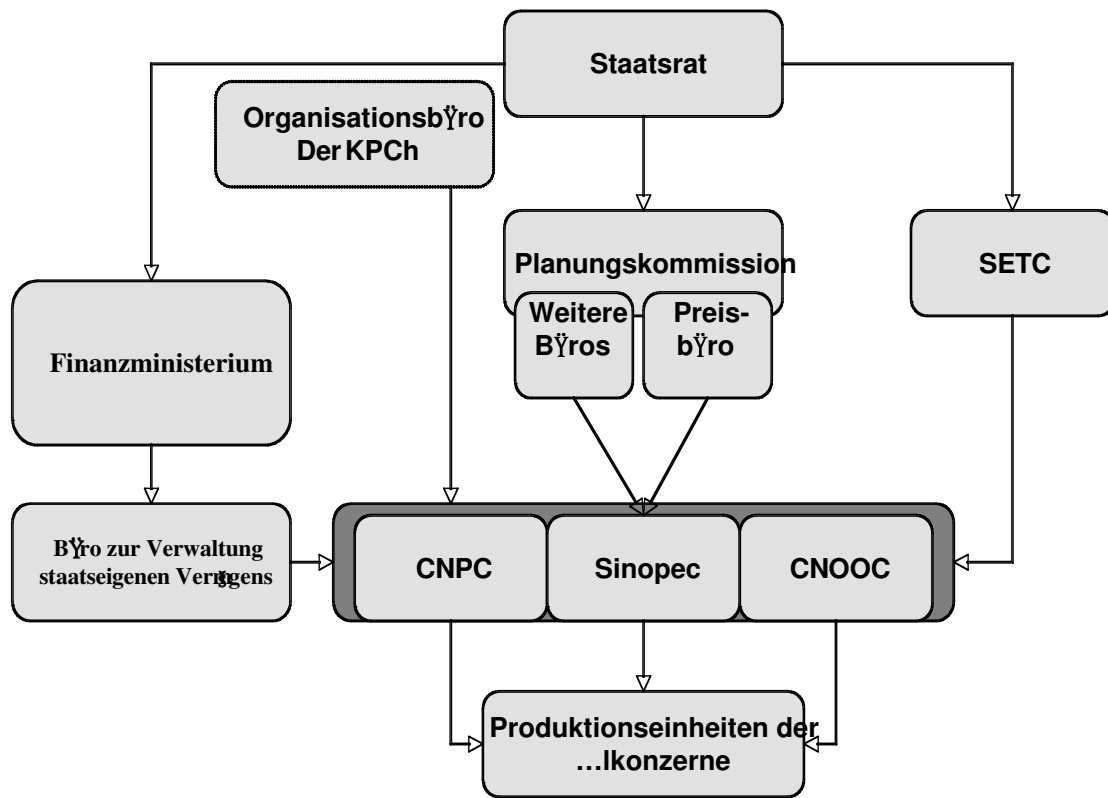 Staatsrat
OrganisationsbŸro
Der KPCh
Planungskommission
SETC
Weitere
BŸros
Preis-
bŸro
Finanzministerium
BŸro zur Verwaltung
staatseigenen Vermšgens
CNPC
Sinopec
CNOOC
Produktionseinheiten der
…lkonzerne